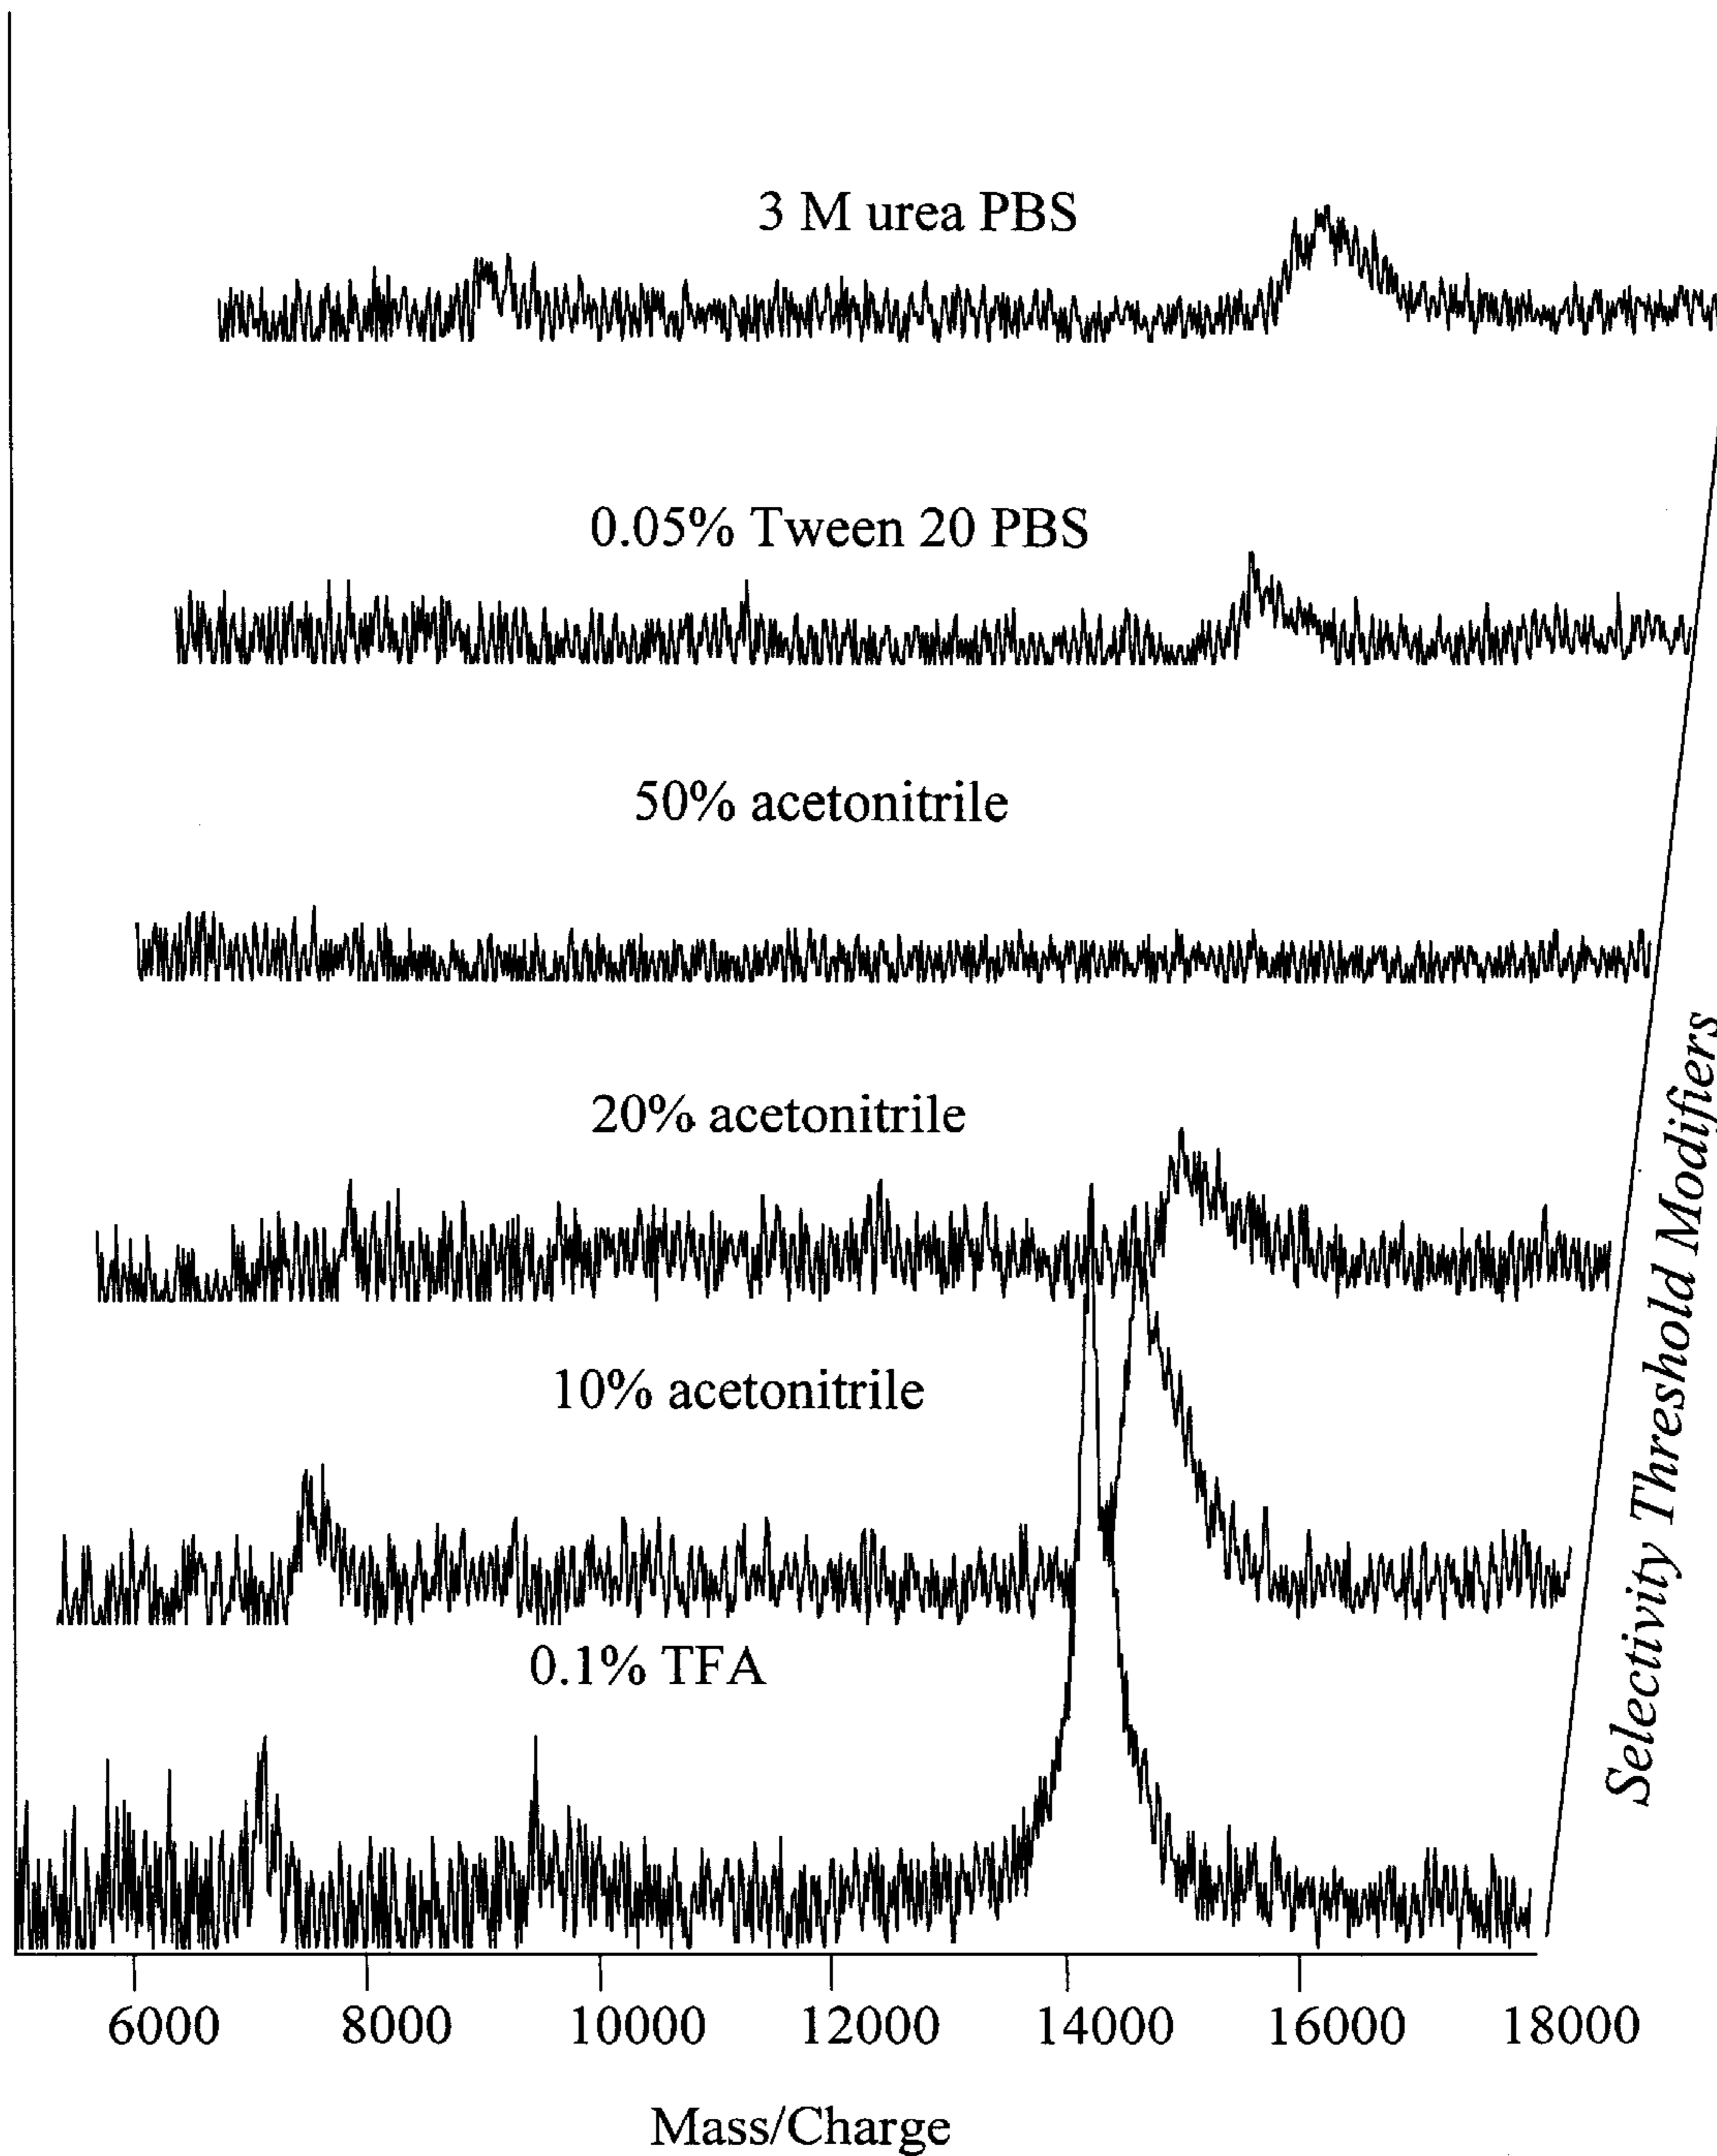 3 M urea PBS
0.05% Tween 20 PBS
50% acetonitrile
20% acetonitrile
10% acetonitrile
0.1% TFA
Selectivity Threshold Modifiers
6000 8000 10000 12000 14000 16000 18000
Mass/Charge